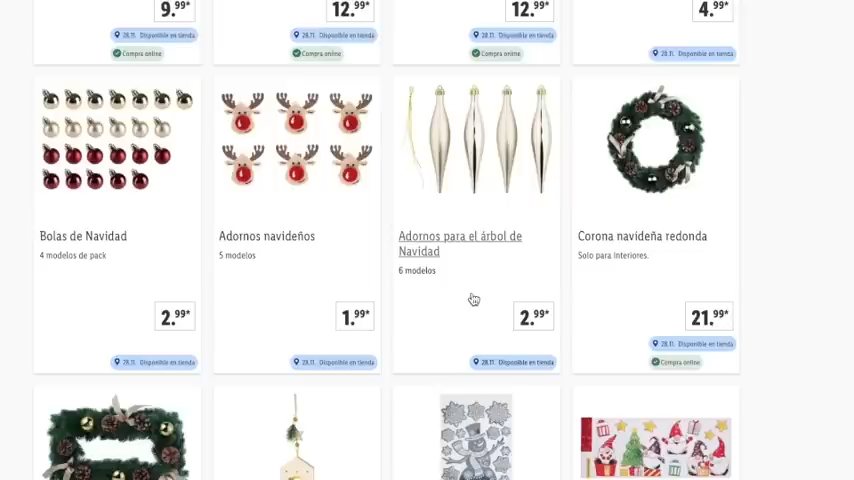 9.99*
12.99*
12.99*
4.99*
28.11. Disponible en tienda
28.11. Disponible en tienda
28.11. Disponible en tienda
28.11. Disponible en tienda
Compra online
Compra online
Compra online
Bolas de Navidad
4 modelos de pack
2.99*
28.11. Disponible en tienda
Adornos navideños
5 modelos
1.99*
28.11. Disponible en tienda
Adornos para el árbol de
Navidad
6 modelos
2.99*
28.11. Disponible en tienda
Corona navideña redonda
Solo para interiores.
21.99*
28.11. Disponible en tienda
Compra online